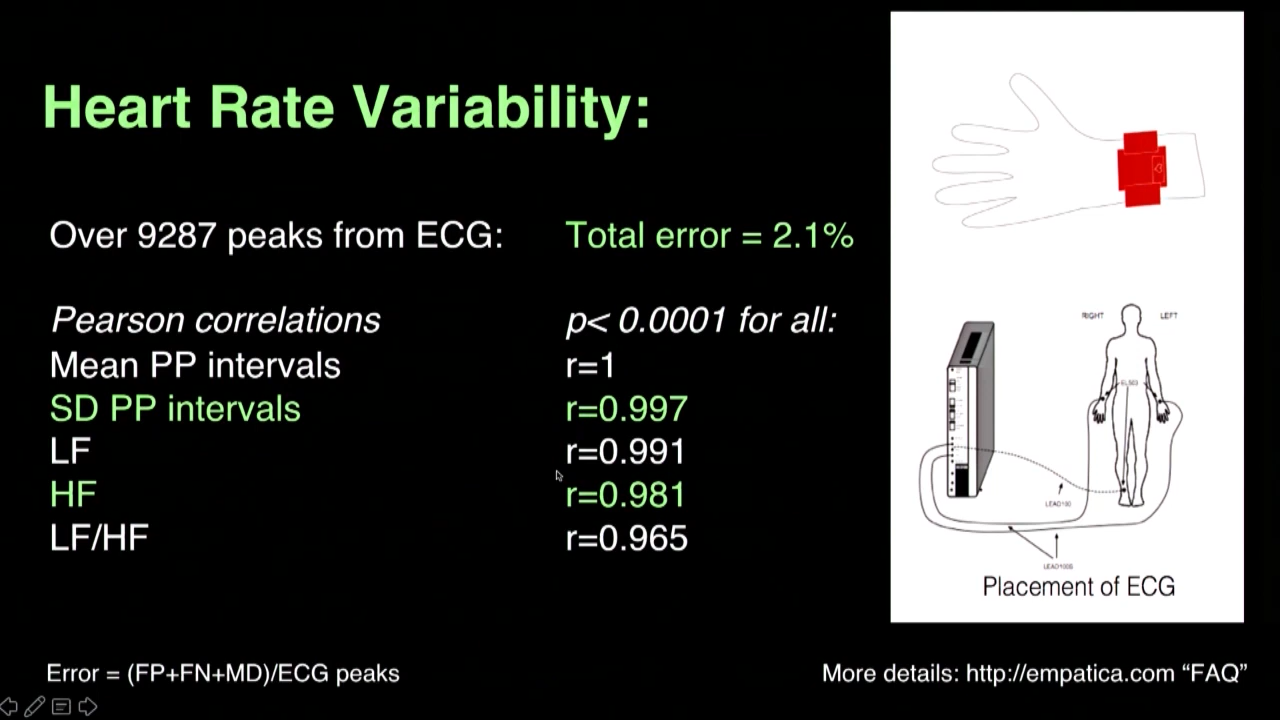 Heart Rate Variability:
Over 9287 peaks from ECG: Total error = 2.1%
Pearson correlations p< 0.0001 for all:
Mean PP intervals r=1
SD PP intervals r=0.997
LF r=0.991
HF r=0.981
LF/HF r=0.965
RIGHT LEFT
LEAD100
Placement of ECG
Error = (FP+FN+MD)/ECG peaks
More details: http://empatica.com “FAQ”